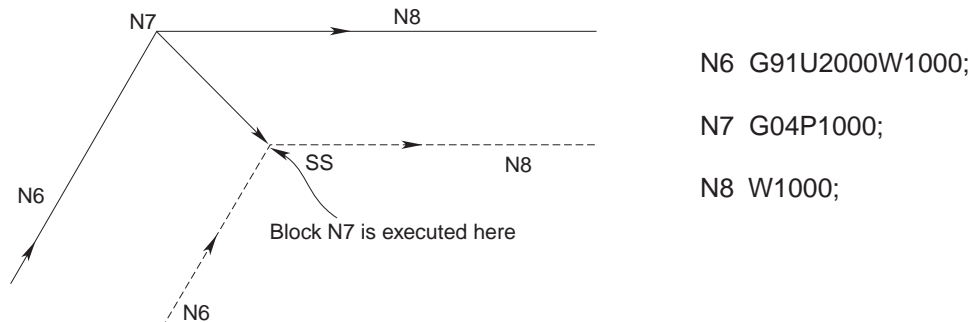 N7
N8
N6
SS
N8
Block N7 is executed here
N6
N6 G91U2000W1000;
N7 G04P1000;
N8 W1000;